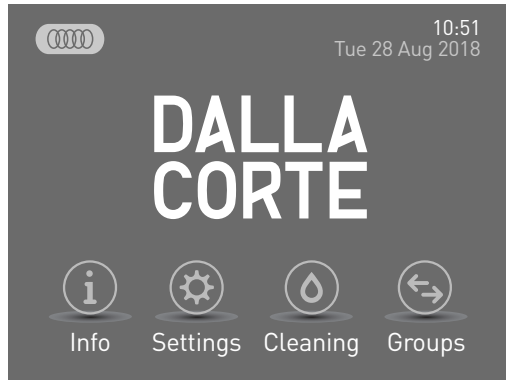 10:51
Tue 28 Aug 2018
DALLA
CORTE
Info
Settings
Cleaning
Groups